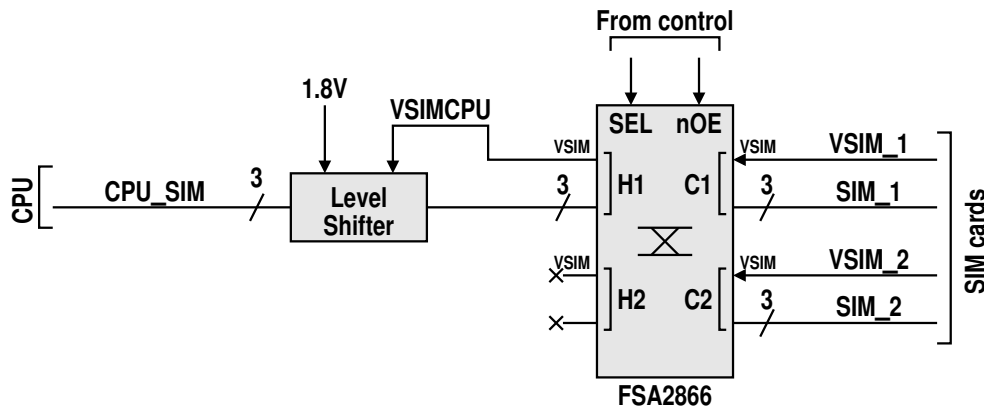 From control
1.8V
VSIMCPU
SEL nOE
VSIM
VSIM
VSIM_1
CPU
CPU_SIM
3
Level
Shifter
3
H1
C1
3
SIM_1
VSIM
VSIM
VSIM_2
H2
C2
3
SIM_2
SIM cards
FSA2866